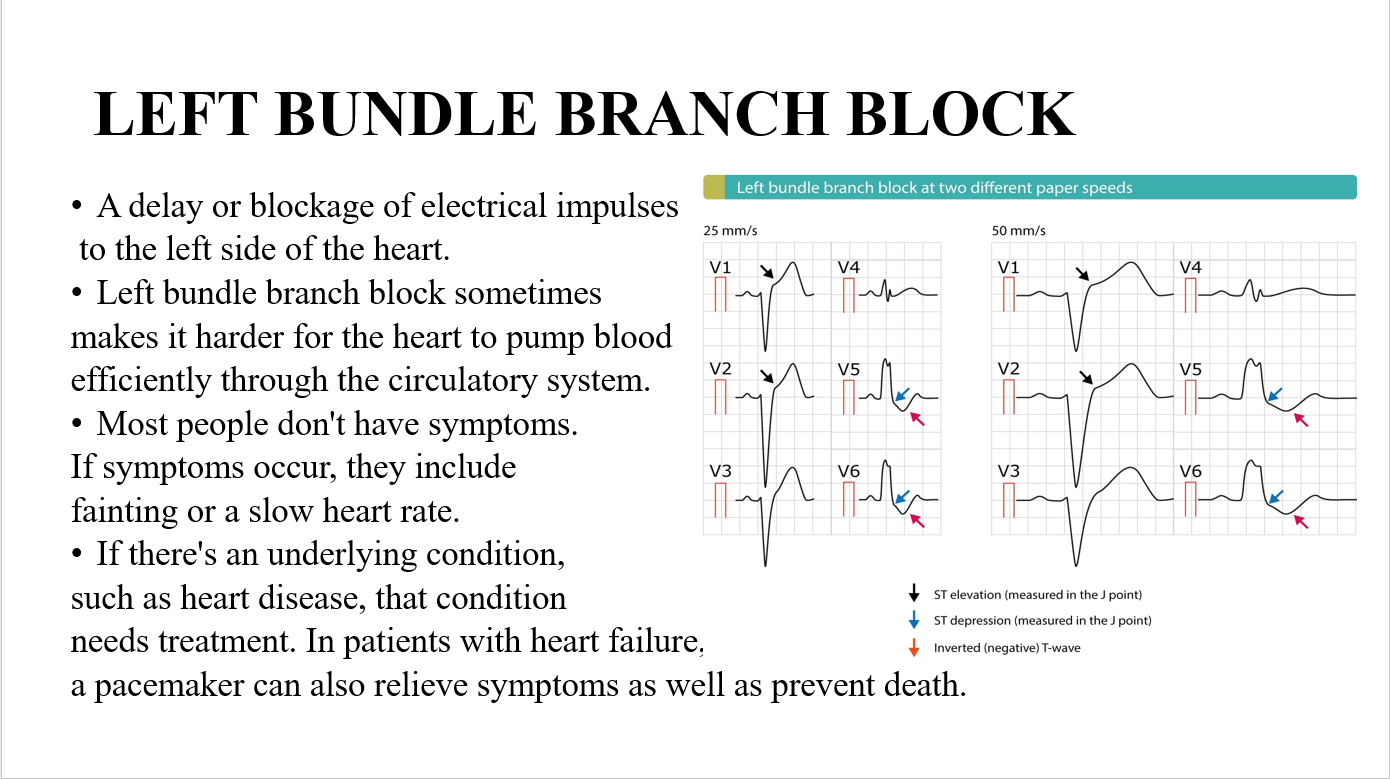 LEFT BUNDLE BRANCH BLOCK
• A delay or blockage of electrical impulses
to the left side of the heart.
• Left bundle branch block sometimes
makes it harder for the heart to pump blood
efficiently through the circulatory system.
• Most people don't have symptoms.
If symptoms occur, they include
fainting or a slow heart rate.
• If there's an underlying condition,
such as heart disease, that condition
needs treatment. In patients with heart failure,
a pacemaker can also relieve symptoms as well as prevent death.
Left bundle branch block at two different paper speeds
25 mm/s
V1
V4
V2
V5
V3
V6
50 mm/s
V1
V4
V2
V5
V3
V6
ST elevation (measured in the J point)
ST depression (measured in the J point)
Inverted (negative) T-wave